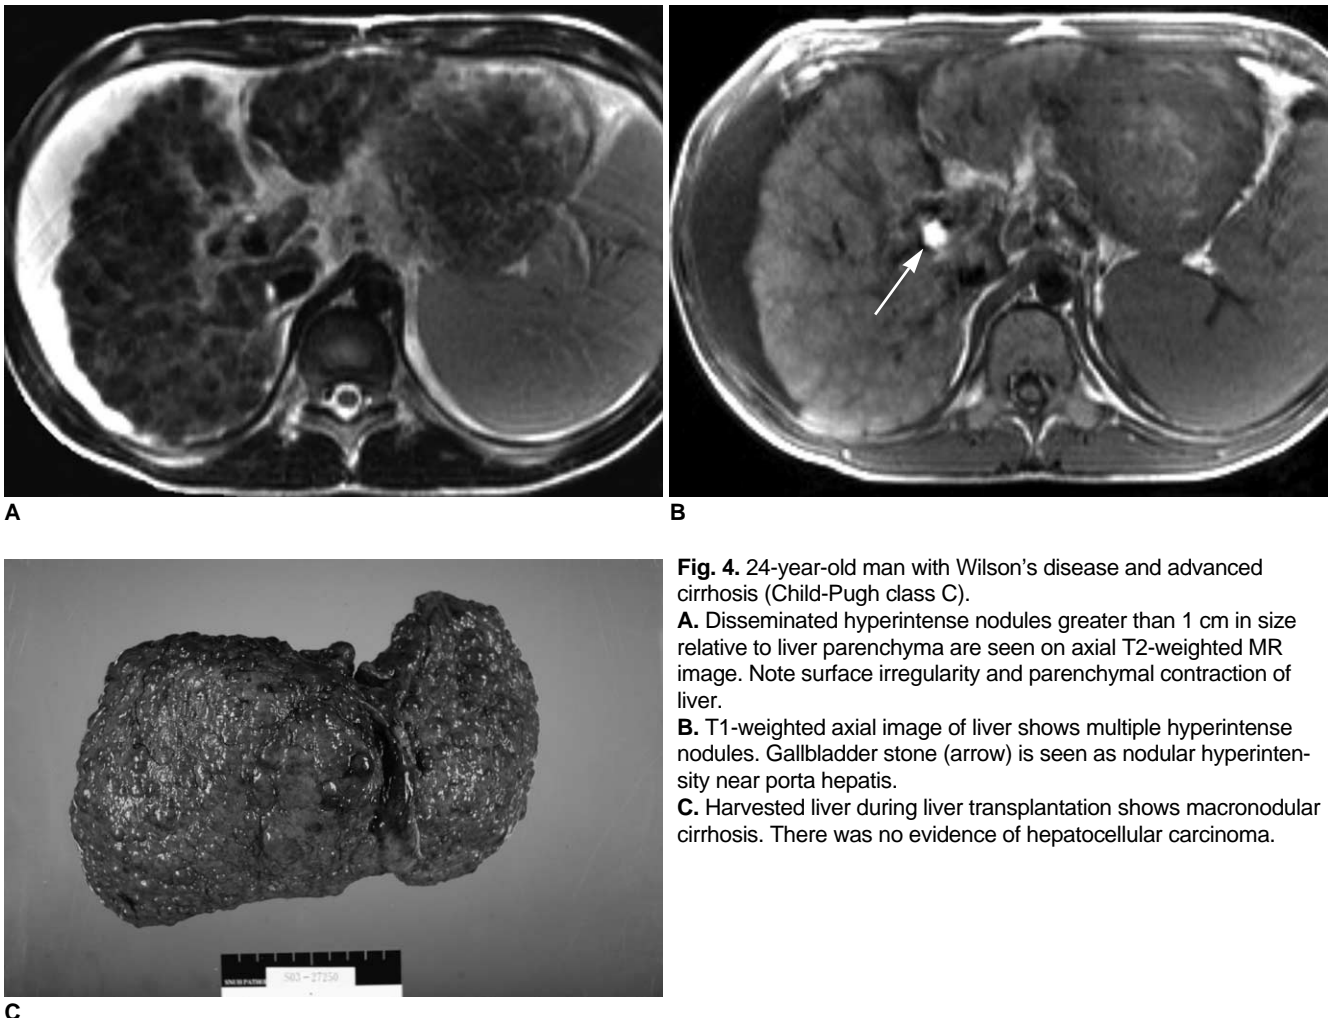 A
B
Fig. 4. 24-year-old man with Wilson's disease and advanced
cirrhosis (Child-Pugh class C).
A. Disseminated hyperintense nodules greater than 1 cm in size
relative to liver parenchyma are seen on axial T2-weighted MR
image. Note surface irregularity and parenchymal contraction of
liver.
B. T1-weighted axial image of liver shows multiple hyperintense
nodules. Gallbladder stone (arrow) is seen as nodular hyperinten-
sity near porta hepatis.
C. Harvested liver during liver transplantation shows macronodular
cirrhosis. There was no evidence of hepatocellular carcinoma.
S03-27250
C